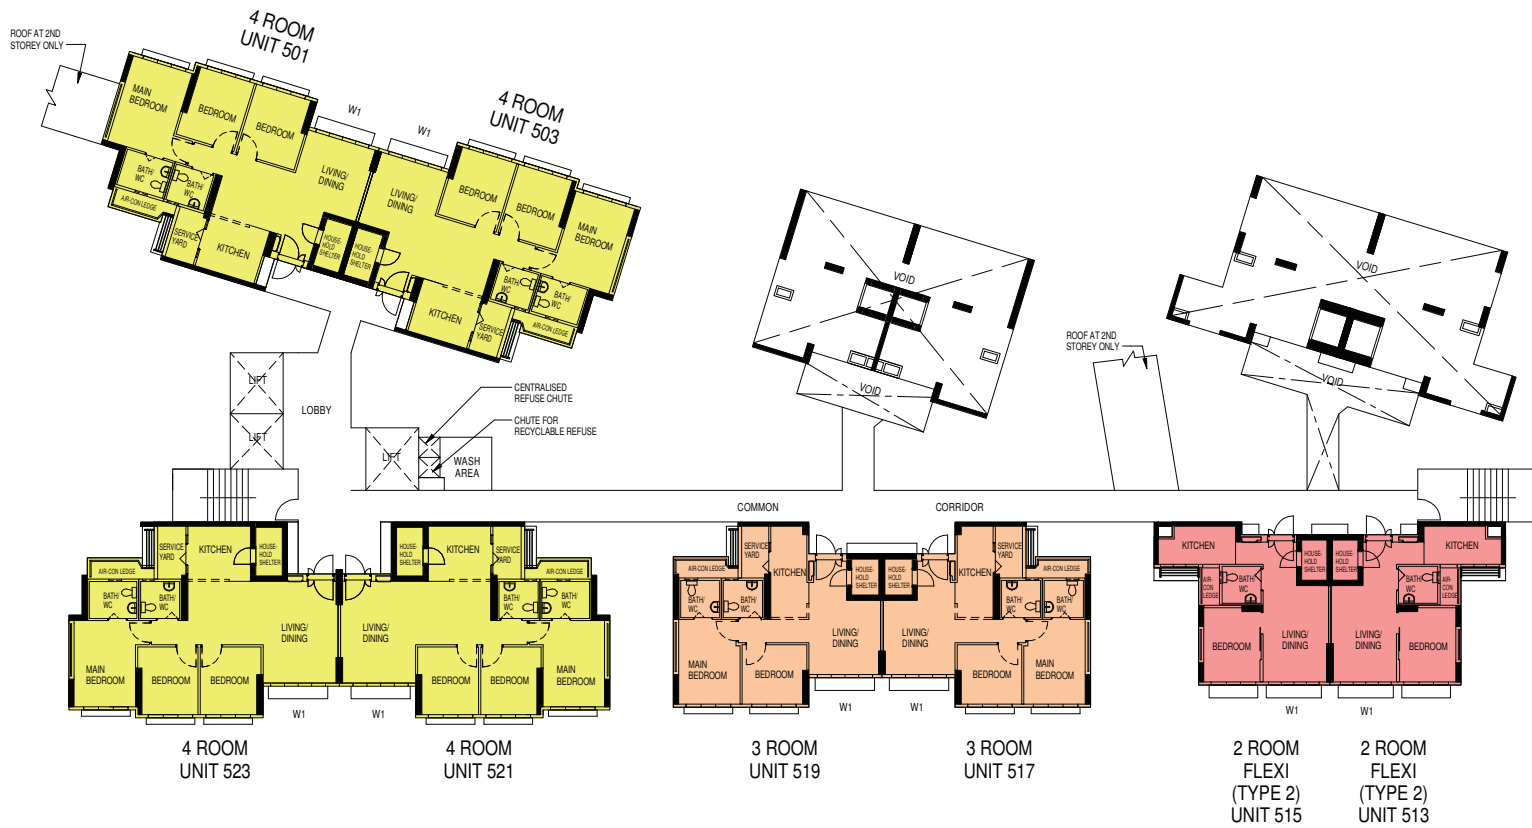 ROOF AT 2ND
STOREY ONLY
4 ROOM
UNIT 501
MAIN
BEDROOM
BEDROOM
BEDROOM
W1
W1
4 ROOM
UNIT 503
BATH/
WC
BATH/
WC
AIR-CON LEDGE
SERVICE
YARD
KITCHEN
LIVING/
DINING
HOUSE-
HOLD
SHELTER
HOUSE-
HOLD
SHELTER
LIVING/
DINING
BEDROOM
BEDROOM
MAIN
BEDROOM
BATH/
WC
BATH/
WC
KITCHEN
SERVICE
YARD
AIR-CON LEDGE
VOID
VOID
VOID
VOID
ROOF AT 2ND
STOREY ONLY
LIFT
LIFT
LOBBY
LIFT
CENTRALISED
REFUSE CHUTE
CHUTE FOR
RECYCLABLE REFUSE
WASH
AREA
COMMON
CORRIDOR
SERVICE
YARD
KITCHEN
HOUSE-
HOLD
SHELTER
AIR-CON LEDGE
BATH/
WC
BATH/
WC
LIVING/
DINING
MAIN
BEDROOM
BEDROOM
BEDROOM
W1
4 ROOM
UNIT 523
HOUSE-
HOLD
SHELTER
KITCHEN
SERVICE
YARD
AIR-CON LEDGE
BATH/
WC
BATH/
WC
LIVING/
DINING
BEDROOM
BEDROOM
MAIN
BEDROOM
W1
4 ROOM
UNIT 521
SERVICE
YARD
KITCHEN
AIR-CON LEDGE
HOUSE-
HOLD
SHELTER
BATH/
WC
BATH/
WC
LIVING/
DINING
MAIN
BEDROOM
BEDROOM
W1
3 ROOM
UNIT 519
HOUSE-
HOLD
SHELTER
KITCHEN
SERVICE
YARD
AIR-CON LEDGE
BATH/
WC
BATH/
WC
LIVING/
DINING
BEDROOM
MAIN
BEDROOM
W1
3 ROOM
UNIT 517
KITCHEN
HOUSE-
HOLD
SHELTER
AIR-
CON
LEDGE
BATH/
WC
BEDROOM
LIVING/
DINING
W1
2 ROOM
FLEXI
(TYPE 2)
UNIT 515
HOUSE-
HOLD
SHELTER
KITCHEN
BATH/
WC
AIR-
CON
LEDGE
LIVING/
DINING
BEDROOM
W1
2 ROOM
FLEXI
(TYPE 2)
UNIT 513